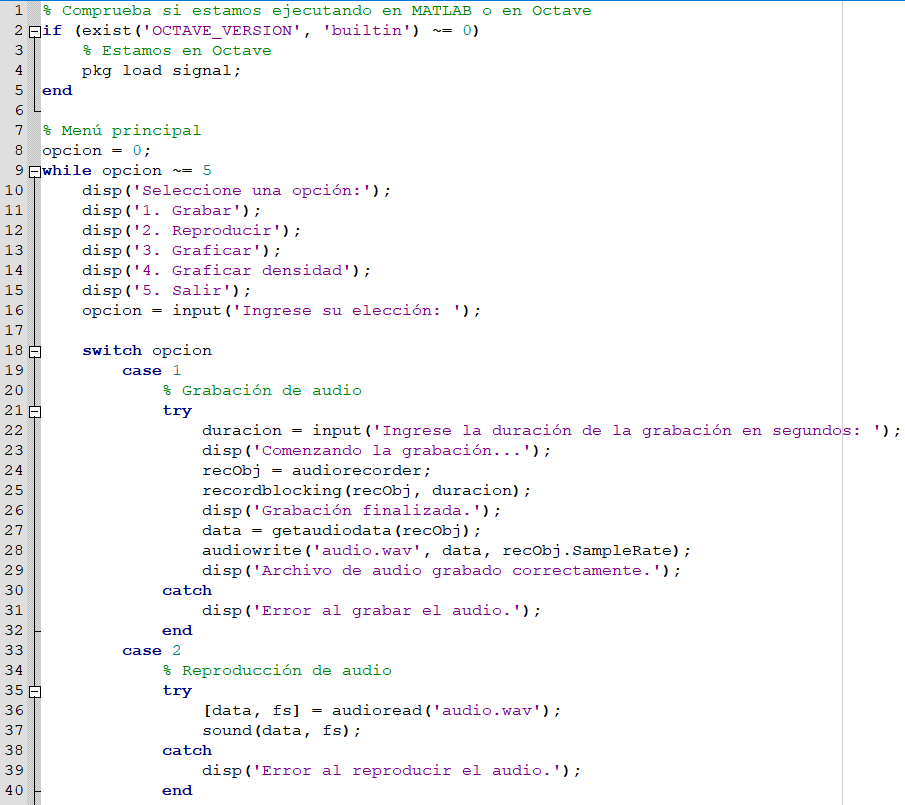 1 % Comprueba si estamos ejecutando en MATLAB o en Octave
2 if (exist('OCTAVE_VERSION', 'builtin') ~= 0)
3     % Estamos en Octave
4     pkg load signal;
5 end
6
7 % Menú principal
8 opcion = 0;
9 while opcion ~= 5
10     disp('Seleccione una opción:');
11     disp('1. Grabar');
12     disp('2. Reproducir');
13     disp('3. Graficar');
14     disp('4. Graficar densidad');
15     disp('5. Salir');
16     opcion = input('Ingrese su elección: ');
17
18     switch opcion
19         case 1
20             % Grabación de audio
21             try
22                 duracion = input('Ingrese la duración de la grabación en segundos: ');
23                 disp('Comenzando la grabación...');
24                 recObj = audiorecorder;
25                 recordblocking(recObj, duracion);
26                 disp('Grabación finalizada.');
27                 data = getaudiodata(recObj);
28                 audiowrite('audio.wav', data, recObj.SampleRate);
29                 disp('Archivo de audio grabado correctamente.');
30             catch
31                 disp('Error al grabar el audio.');
32             end
33         case 2
34             % Reproducción de audio
35             try
36                 [data, fs] = audioread('audio.wav');
37                 sound(data, fs);
38             catch
39                 disp('Error al reproducir el audio.');
40             end